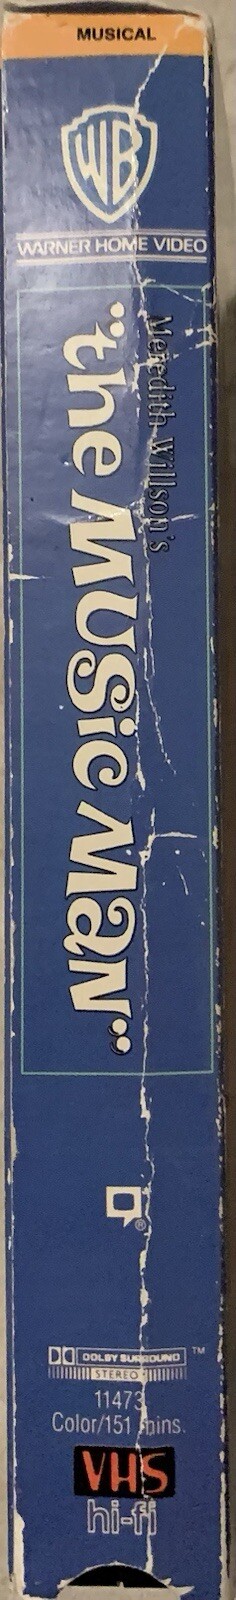 MUSICAL
WB
WARNER HOME VIDEO
Meredith Willson's
"the Music Man"
®
DOLBY SURROUND ™
STEREO
11473
Color/151 mins.
VHS
hi-fi